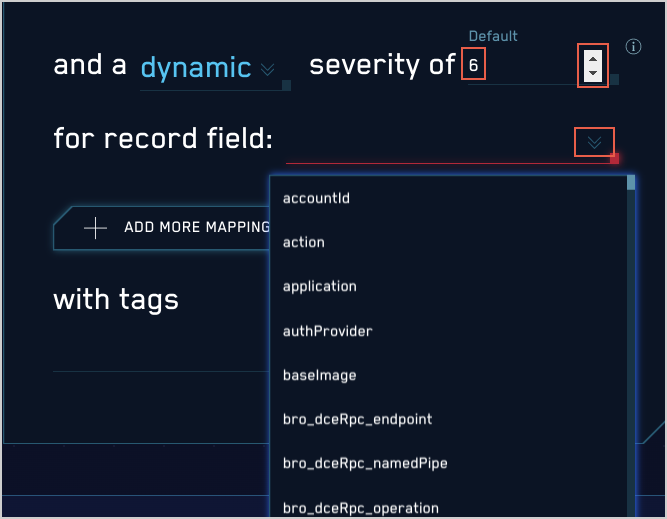 Default
and a dynamic severity of 6
for record field:
accountId
action
ADD MORE MAPPING
application
with tags
authProvider
baseImage
bro_dceRpc_endpoint
bro_dceRpc_namedPipe
bro_dceRpc_operation